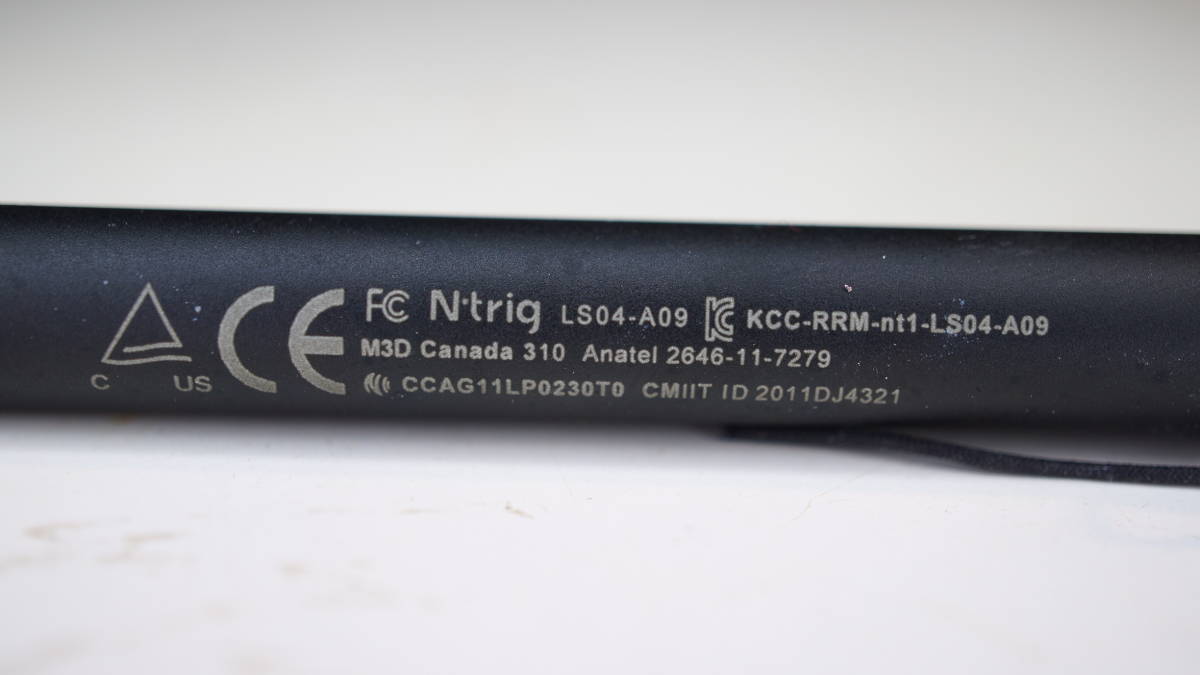 FC N-trig LS04-A09 KCC-RRM-nt1-LS04-A09
M3D Canada 310 Anatel 2646-11-7279
CCAG11LP0230T0 CMIIT ID 2011DJ4321
C US CE